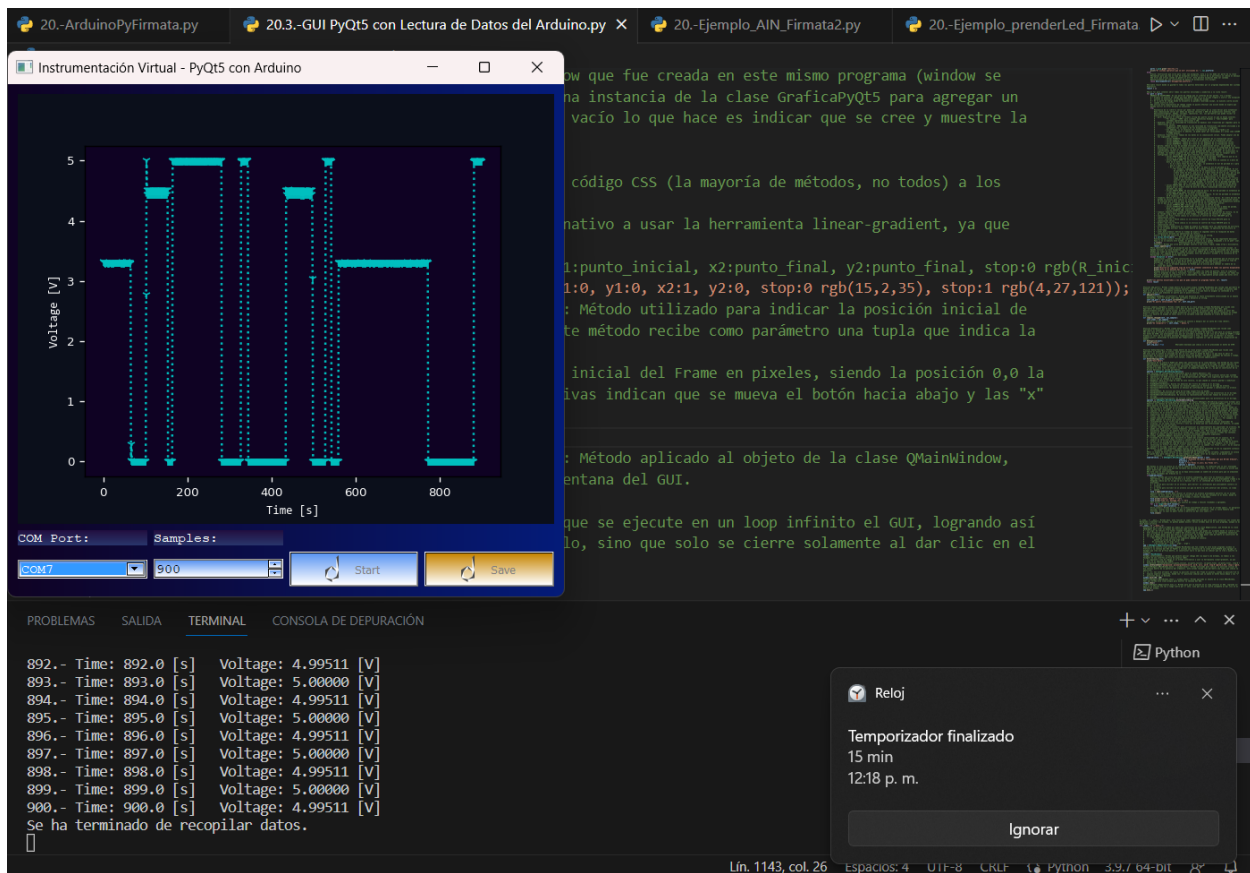 20.-ArduinoPyFirmata.py
20.3.-GUI PyQt5 con Lectura de Datos del Arduino.py
20.-Ejemplo_AIN_Firmata2.py
20.-Ejemplo_prenderLed_Firmata
Instrumentación Virtual - PyQt5 con Arduino
ow que fue creada en este mismo programa (window se
na instancia de la clase GraficaPyQt5 para agregar un
vacío lo que hace es indicar que se cree y muestre la
código CSS (la mayoría de métodos, no todos) a los
nativo a usar la herramienta linear-gradient, ya que
1:punto_inicial, x2:punto_final, y2:punto_final, stop:0 rgb(R_inic
1:0, y1:0, x2:1, y2:0, stop:0 rgb(15,2,35), stop:1 rgb(4,27,121));
: Método utilizado para indicar la posición inicial de
te método recibe como parámetro una tupla que indica la
inicial del Frame en pixeles, siendo la posición 0,0 la
ivas indican que se mueva el botón hacia abajo y las "x"
: Método aplicado al objeto de la clase QMainWindow,
entana del GUI.
que se ejecute en un loop infinito el GUI, logrando así
lo, sino que solo se cierre solamente al dar clic en el
5
4
3
2
1
0
Voltage [V]
0 200 400 600 800
Time [s]
COM Port: Samples:
COM7 900 Start Save
PROBLEMAS SALIDA TERMINAL CONSOLA DE DEPURACIÓN
Python
892.- Time: 892.0 [s] Voltage: 4.99511 [V]
893.- Time: 893.0 [s] Voltage: 5.00000 [V]
894.- Time: 894.0 [s] Voltage: 4.99511 [V]
895.- Time: 895.0 [s] Voltage: 5.00000 [V]
896.- Time: 896.0 [s] Voltage: 4.99511 [V]
897.- Time: 897.0 [s] Voltage: 5.00000 [V]
898.- Time: 898.0 [s] Voltage: 4.99511 [V]
899.- Time: 899.0 [s] Voltage: 5.00000 [V]
900.- Time: 900.0 [s] Voltage: 4.99511 [V]
Se ha terminado de recopilar datos.
Reloj
Temporizador finalizado
15 min
12:18 p. m.
Ignorar
Lín. 1143, col. 26 Espacios: 4 UTF-8 CRLF Python 3.9.7 64-bit